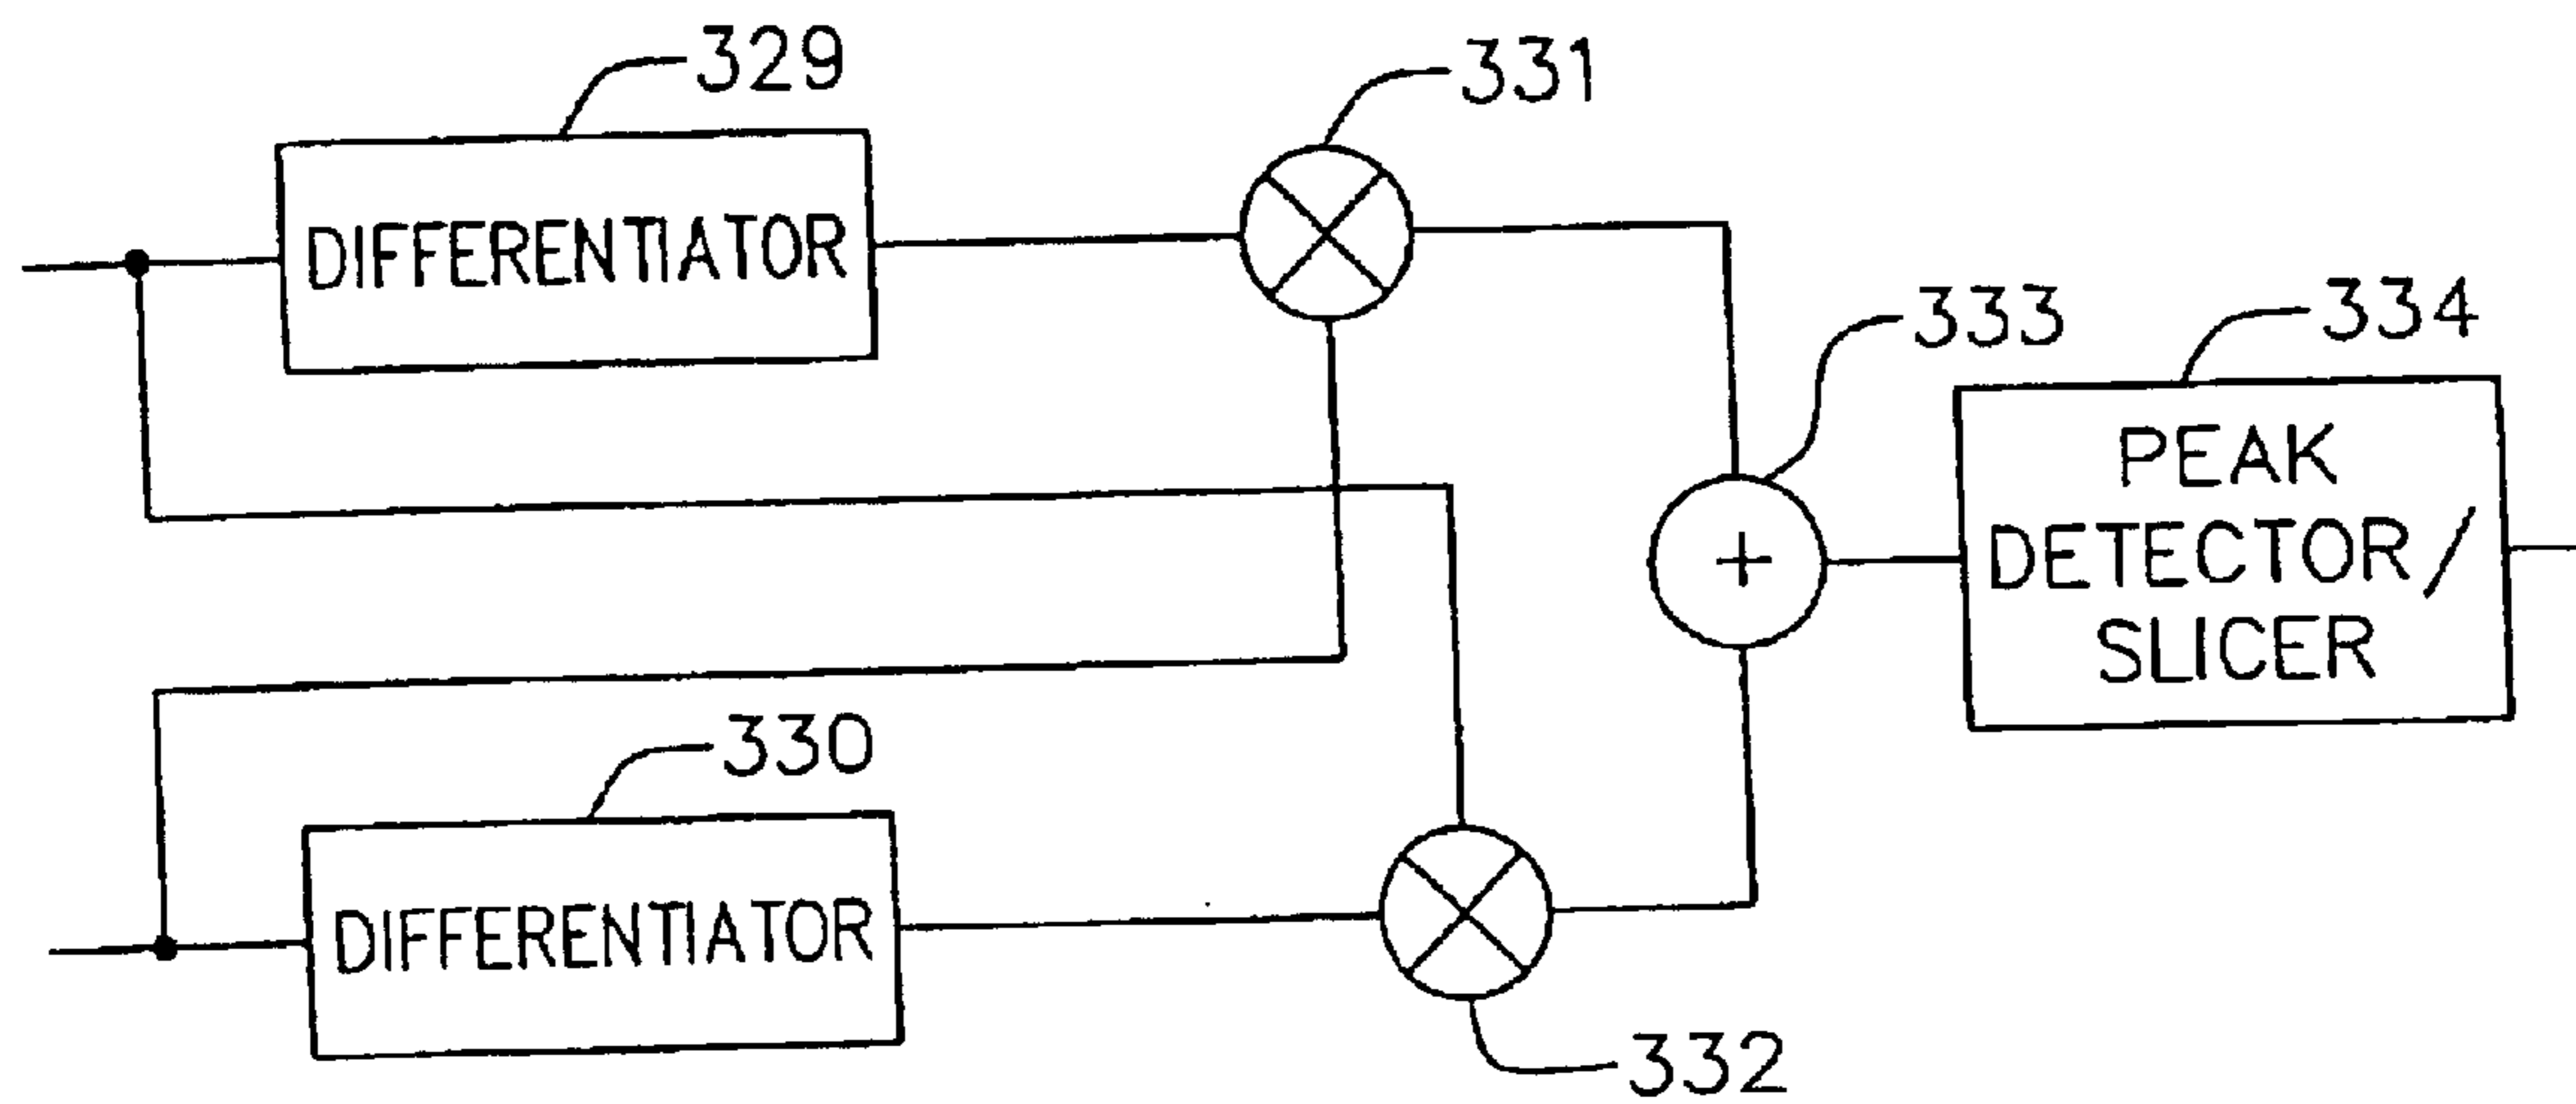 329
331
DIFFERENTIATOR
333
334
PEAK
DETECTOR/
SLICER
+
330
DIFFERENTIATOR
332